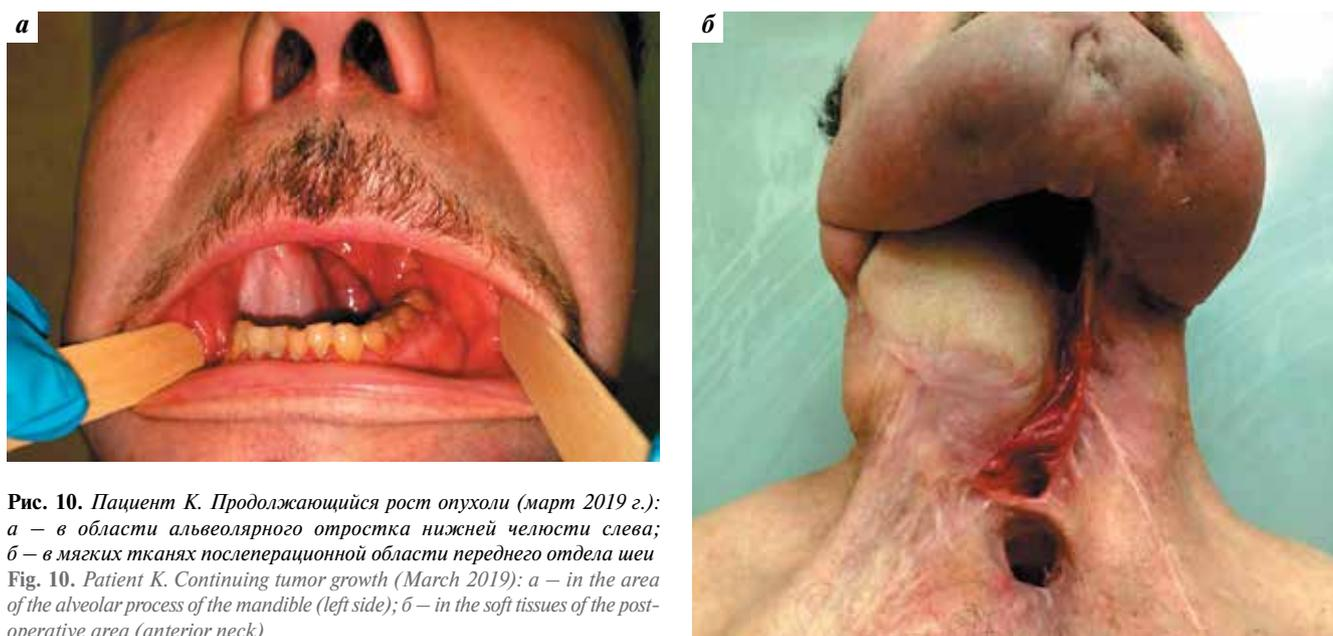 а
б
Рис. 10. Пациент К. Продолжающийся рост опухоли (март 2019 г.):
а — в области альвеолярного отростка нижней челюсти слева;
б — в мягких тканях послеперационной области переднего отдела шеи
Fig. 10. Patient K. Continuing tumor growth (March 2019): а — in the area
of the alveolar process of the mandible (left side); б — in the soft tissues of the post-
operative area (anterior neck)